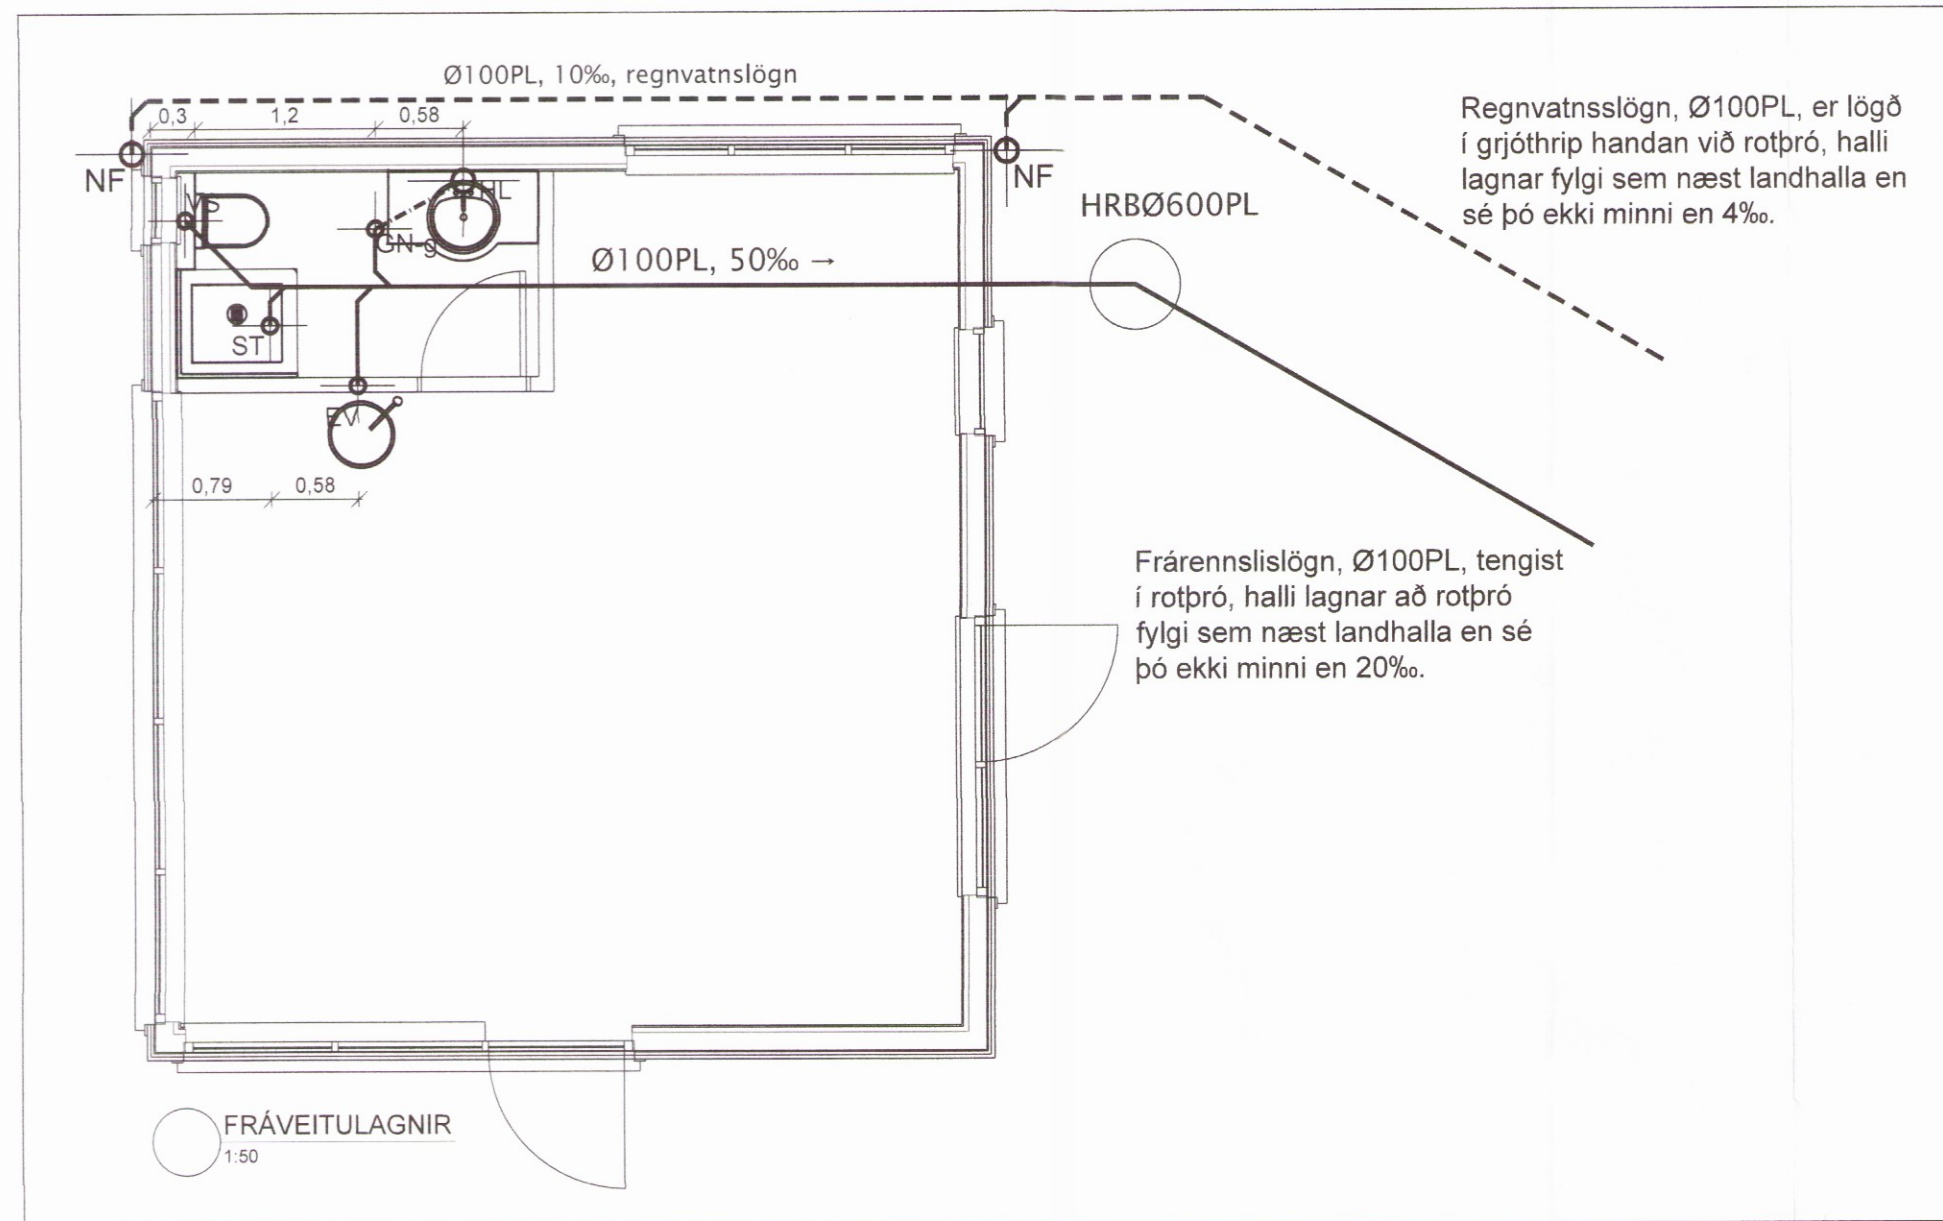 Ø100PL, 10‰, regnvatnslögn
0,3
1,2
0,58
NF
NF
Regnvatnsslögn, Ø100PL, er lögð
í grjóthrip handan við rotþró, halli
lagnar fylgi sem næst landhalla en
sé þó ekki minni en 4‰.
VS
HL
GN-g
HRBØ600PL
Ø100PL, 50‰ →
ST
EV
0,79
0,58
Frárennslislögn, Ø100PL, tengist
í rotþró, halli lagnar að rotþró
fylgi sem næst landhalla en sé
þó ekki minni en 20‰.
FRÁVEITULAGNIR
1:50